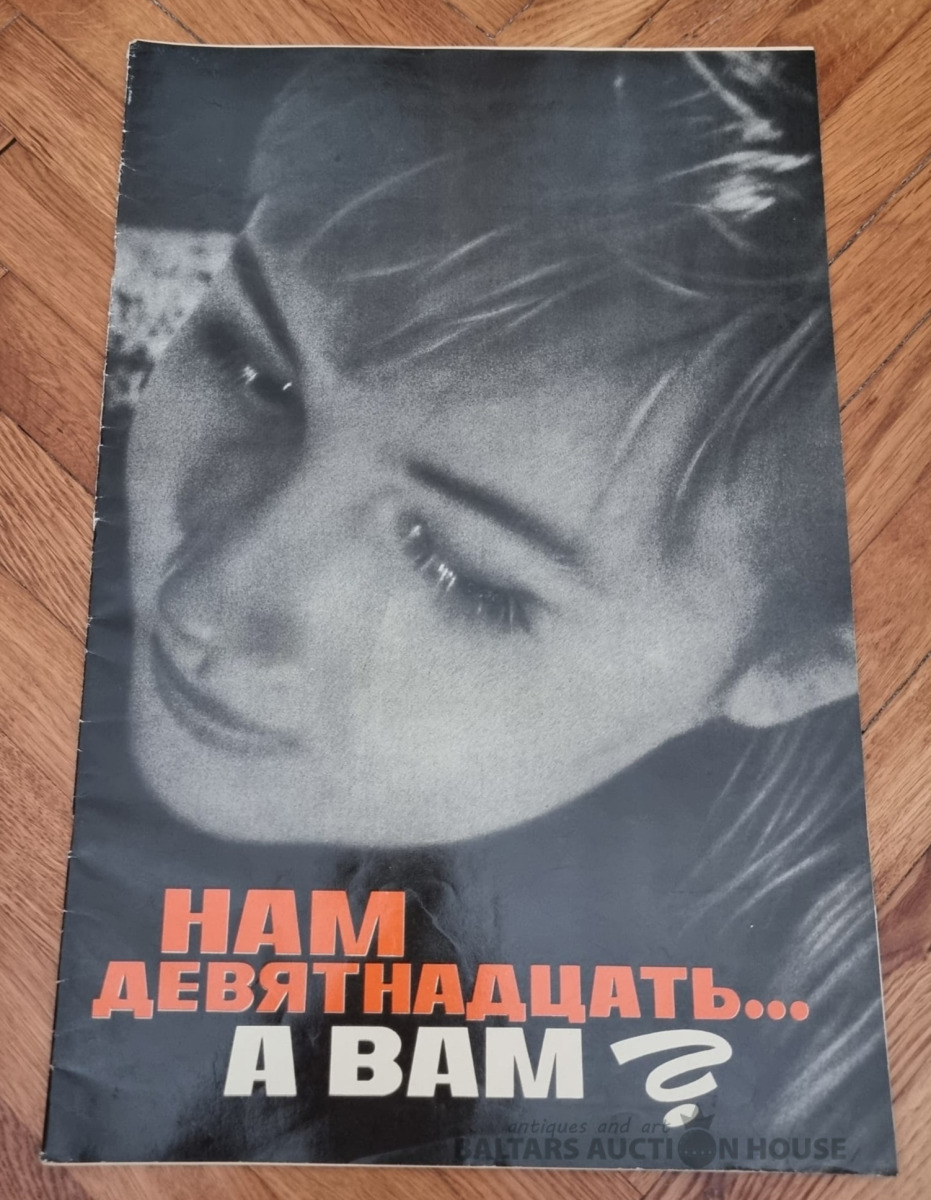 НАМ
ДЕВЯТНАДЦАТЬ...
А ВАМ?
antiques and art
BALTARS AUCTION HOUSE